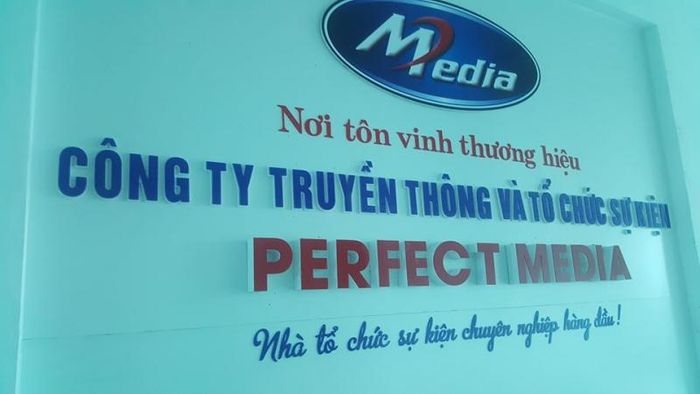 Media
Nơi tôn vinh thương hiệu
CÔNG TY TRUYỀN THÔNG VÀ TỔ CHỨC SỰ KIỆN
PERFECT MEDIA
Nhà tổ chức sự kiện chuyên nghiệp hàng đầu!